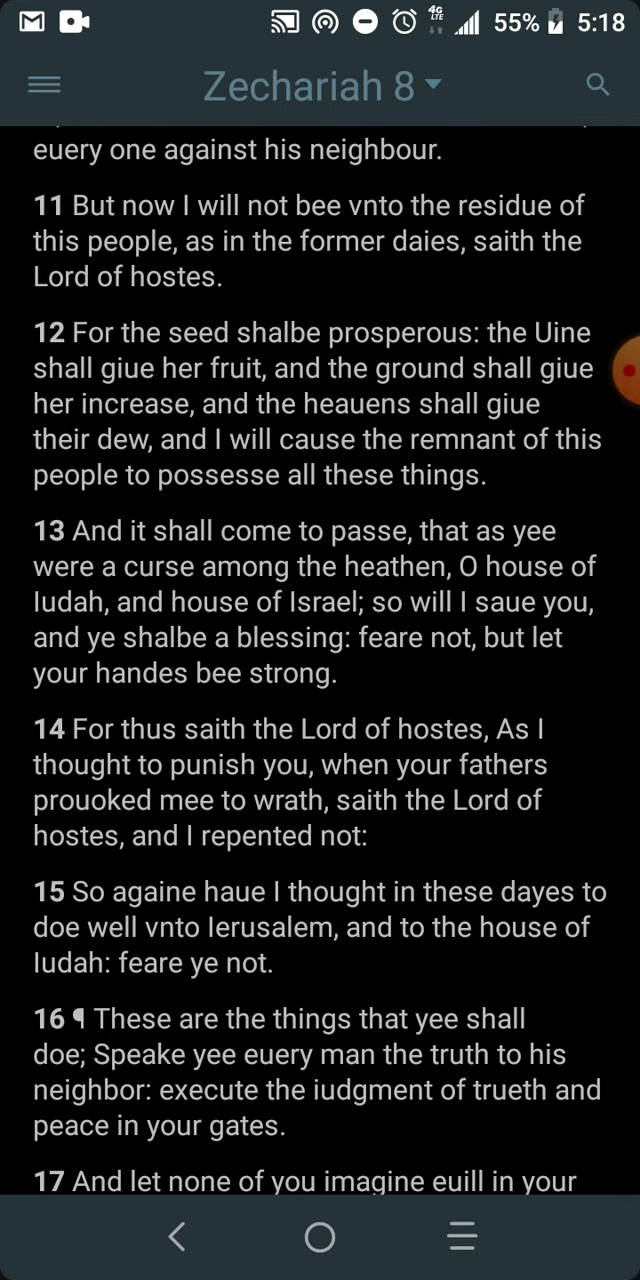 4G
LTE
55% 5:18
Zechariah 8
euery one against his neighbour.
11 But now I will not bee vnto the residue of
this people, as in the former daies, saith the
Lord of hostes.
12 For the seed shalbe prosperous: the Uine
shall giue her fruit, and the ground shall giue
her increase, and the heauens shall giue
their dew, and I will cause the remnant of this
people to possesse all these things.
13 And it shall come to passe, that as yee
were a curse among the heathen, O house of
Iudah, and house of Israel; so will I saue you,
and ye shalbe a blessing: feare not, but let
your handes bee strong.
14 For thus saith the Lord of hostes, As I
thought to punish you, when your fathers
prouoked mee to wrath, saith the Lord of
hostes, and I repented not:
15 So againe haue I thought in these dayes to
doe well vnto Ierusalem, and to the house of
Iudah: feare ye not.
16 ¶ These are the things that yee shall
doe; Speake yee euery man the truth to his
neighbor: execute the iudgment of trueth and
peace in your gates.
17 And let none of you imagine euill in your